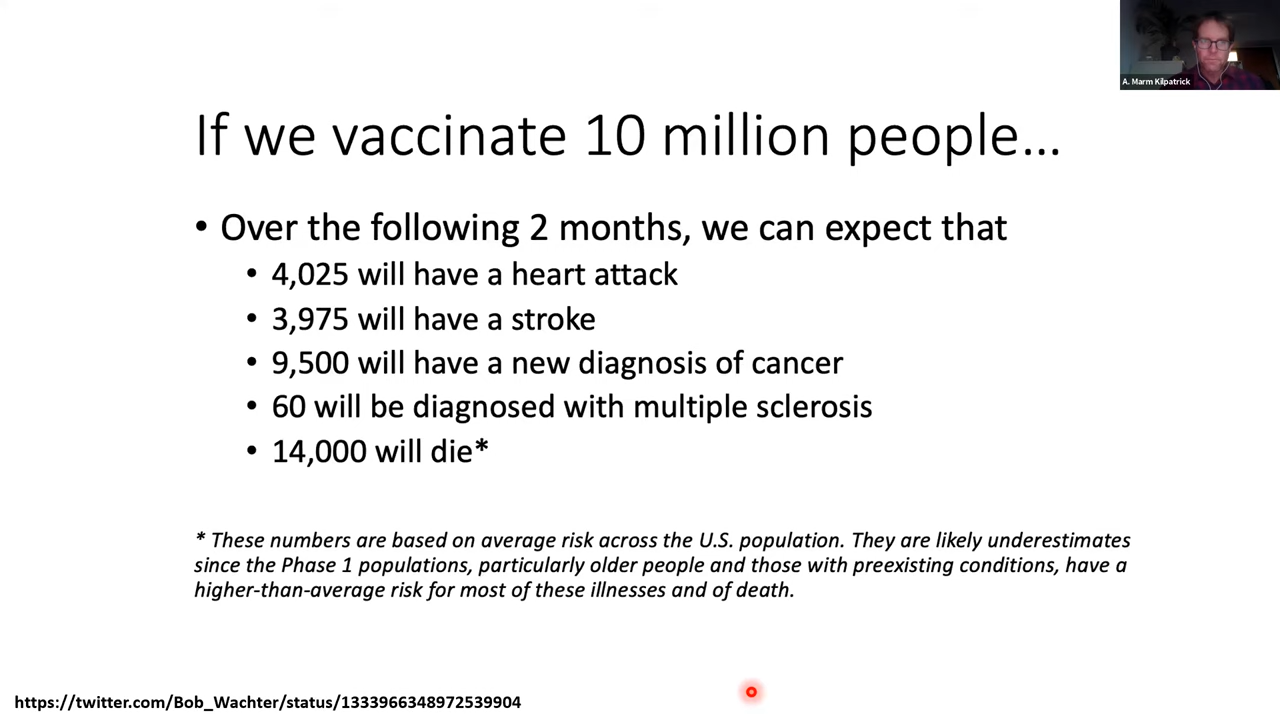 A. Marm Kilpatrick
If we vaccinate 10 million people…
• Over the following 2 months, we can expect that
• 4,025 will have a heart attack
• 3,975 will have a stroke
• 9,500 will have a new diagnosis of cancer
• 60 will be diagnosed with multiple sclerosis
• 14,000 will die*
* These numbers are based on average risk across the U.S. population. They are likely underestimates
since the Phase 1 populations, particularly older people and those with preexisting conditions, have a
higher-than-average risk for most of these illnesses and of death.
https://twitter.com/Bob_Wachter/status/1333966348972539904